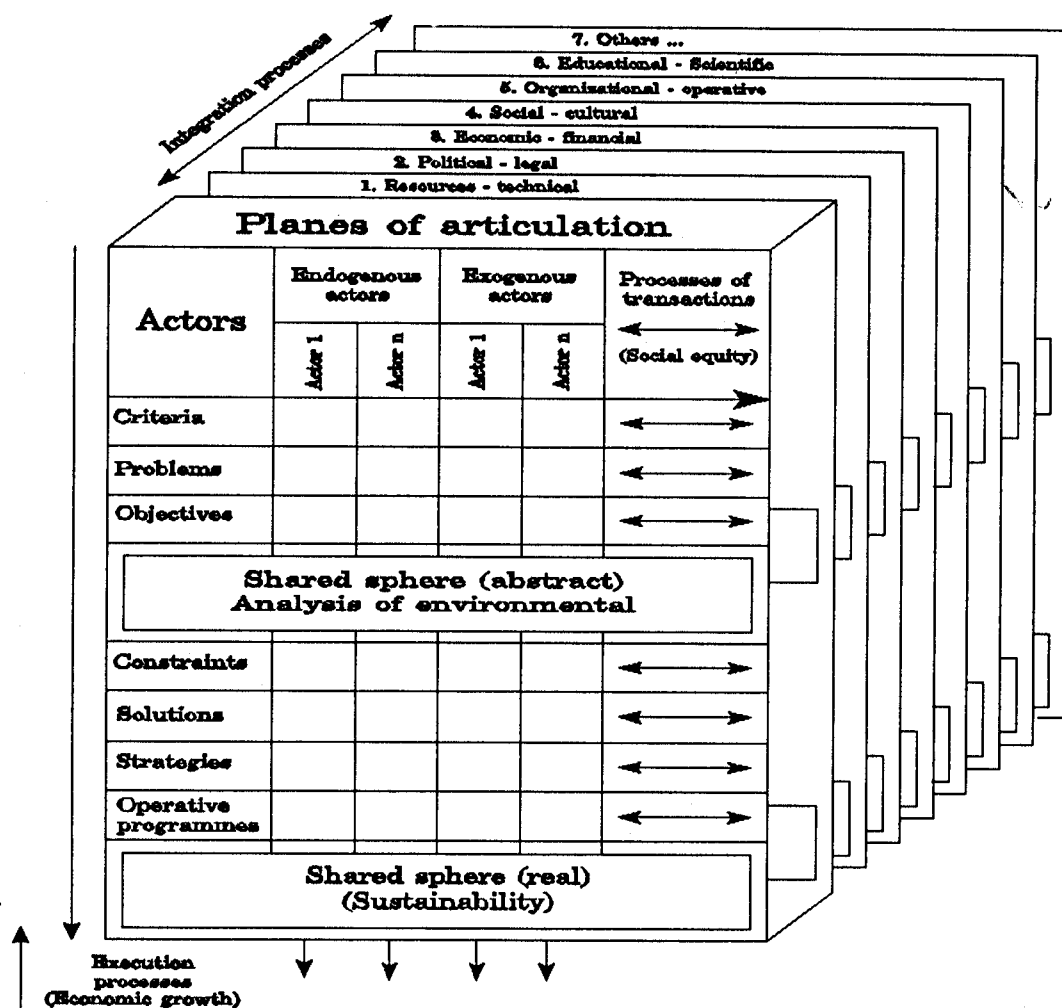 Integration processes
7. Others ...
6. Educational - Scientific
5. Organizational - operative
4. Social - cultural
3. Economic - financial
2. Political - legal
1. Resources - technical
Planes of articulation
Actors
Endogenous
actors
Exogenous
actors
Processes of
transactions
(Social equity)
Actor 1
Actor n
Actor 1
Actor n
Criteria
Problems
Objectives
Shared sphere (abstract)
Analysis of environmental
Constraints
Solutions
Strategies
Operative
programmes
Shared sphere (real)
(Sustainability)
Execution
processes
(Economic growth)